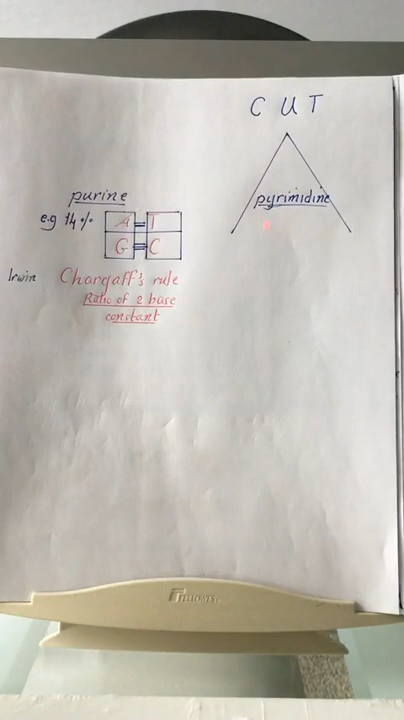 C U T
pyrimidine
purine
e.g 14%
A = T
G ≡ C
Irwin Chargaff's rule
Ratio of 2 base
constant
FELLOWES